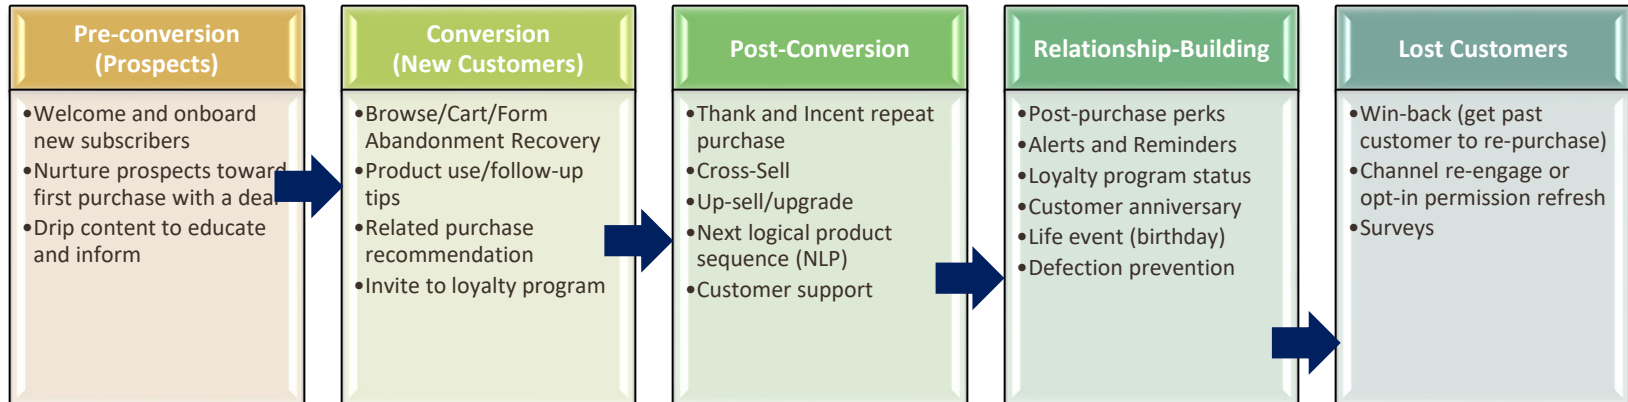 Pre-conversion
(Prospects)
•Welcome and onboard
new subscribers
•Nurture prospects toward
first purchase with a deal
•Drip content to educate
and inform
Conversion
(New Customers)
•Browse/Cart/Form
Abandonment Recovery
•Product use/follow-up
tips
•Related purchase
recommendation
•Invite to loyalty program
Post-Conversion
•Thank and Incent repeat
purchase
•Cross-Sell
•Up-sell/upgrade
•Next logical product
sequence (NLP)
•Customer support
Relationship-Building
•Post-purchase perks
•Alerts and Reminders
•Loyalty program status
•Customer anniversary
•Life event (birthday)
•Defection prevention
Lost Customers
•Win-back (get past
customer to re-purchase)
•Channel re-engage or
opt-in permission refresh
•Surveys